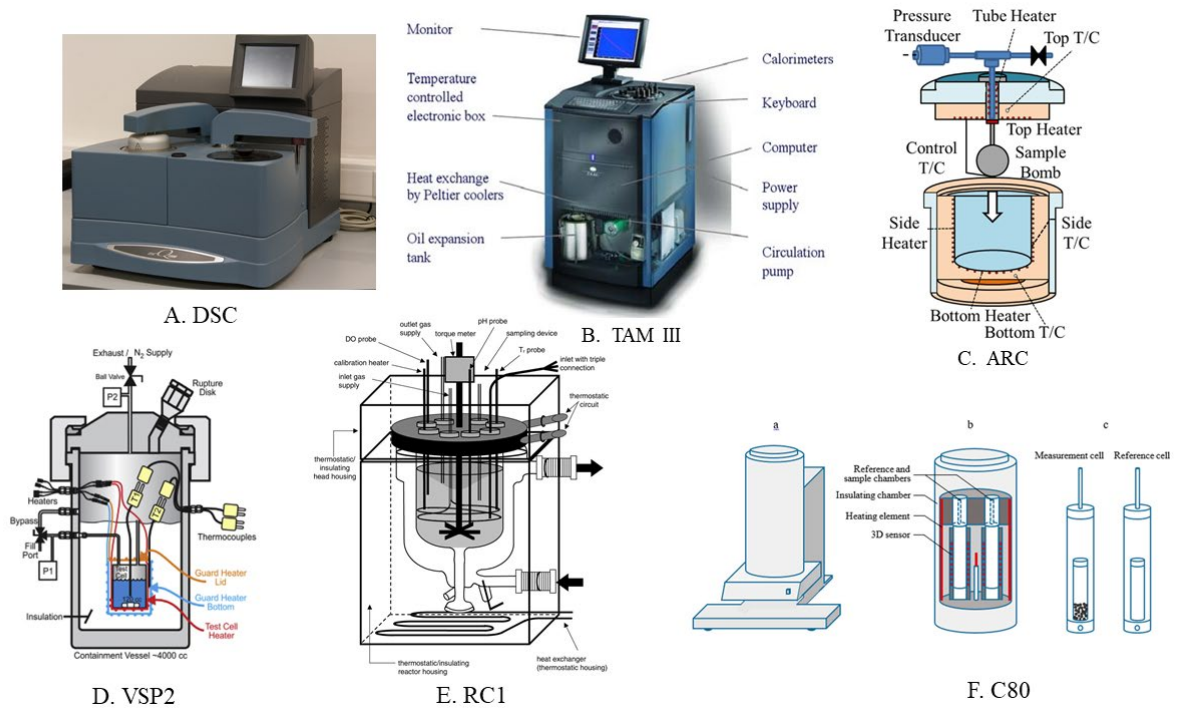 Monitor
Temperature
controlled
electronic box
Heat exchange
by Peltier coolers
Oil expansion
tank
Calorimeters
Keyboard
Computer
Power
supply
Circulation
pump
Pressure
Transducer
Tube Heater
Top T/C
Top Heater
Control
T/C
Sample
Bomb
Side
Heater
Side
T/C
Bottom Heater
Bottom T/C
A. DSC
B. TAM III
C. ARC
Exhaust / N2 Supply
Ball Valve
P2
Rupture
Disk
Heaters
Bypass
Fill
Port
P1
T1
T2
Thermocouples
Test
Cell
Guard Heater
Lid
Guard Heater
Bottom
Test Cell
Heater
Insulation
Containment Vessel ~4000 cc
DO probe
outlet gas
supply
torque meter
pH probe
sampling device
calibration heater
inlet gas
supply
Tr probe
inlet with triple
connection
thermostatic
circuit
thermostatic/
insulating
head housing
thermostatic/insulating
reactor housing
heat exchanger
(thermostatic housing)
a
b
c
Reference and
sample chambers
Insulating chamber
Heating element
3D sensor
Measurement cell
Reference cell
D. VSP2
E. RC1
F. C80